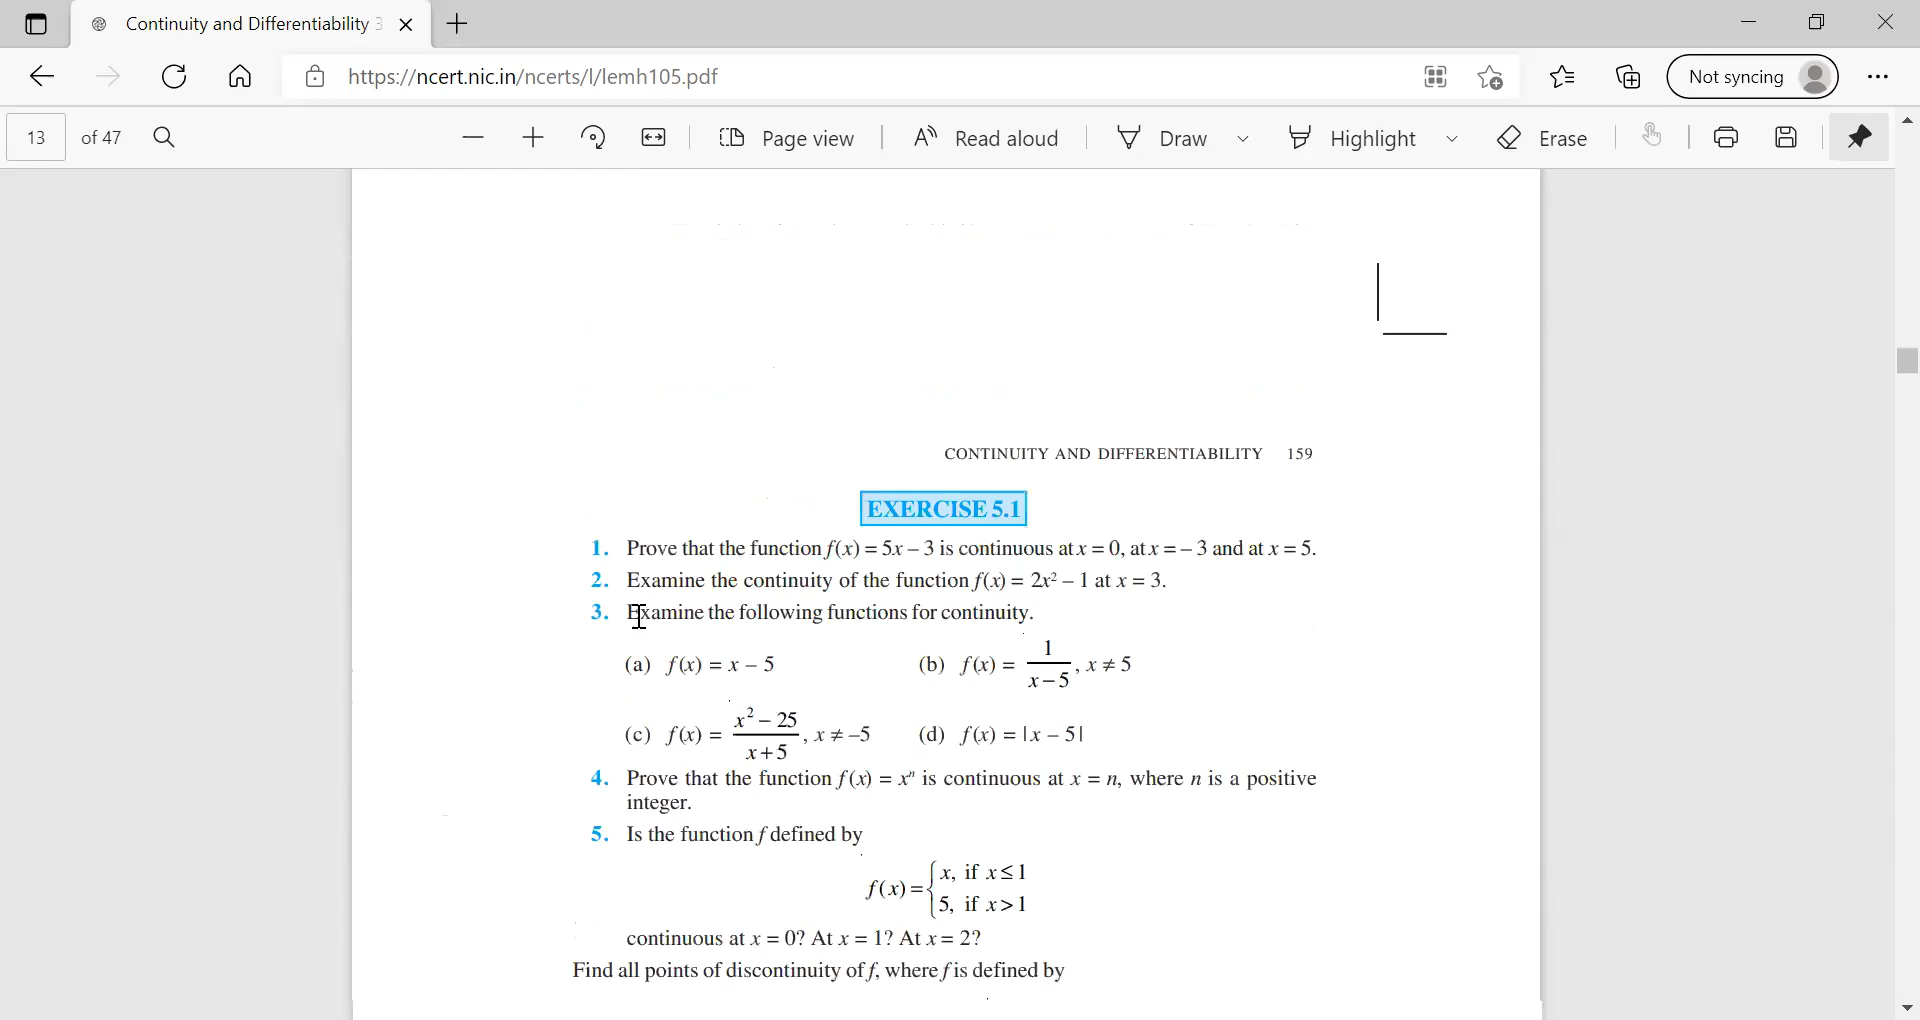 Continuity and Differentiability 3
https://ncert.nic.in/ncerts/l/lemh105.pdf
Not syncing
13 of 47
Page view
Read aloud
Draw
Highlight
Erase
CONTINUITY AND DIFFERENTIABILITY 159
EXERCISE 5.1
1. Prove that the function f(x) = 5x – 3 is continuous at x = 0, at x = – 3 and at x = 5.
2. Examine the continuity of the function f(x) = 2x² – 1 at x = 3.
3. Examine the following functions for continuity.
(a) f(x) = x – 5 (b) f(x) = 1/(x – 5), x ≠ 5
(c) f(x) = (x² – 25)/(x + 5), x ≠ –5 (d) f(x) = |x – 5|
4. Prove that the function f(x) = xⁿ is continuous at x = n, where n is a positive
integer.
5. Is the function f defined by
f(x) = { x, if x ≤ 1
5, if x > 1
continuous at x = 0? At x = 1? At x = 2?
Find all points of discontinuity of f, where f is defined by